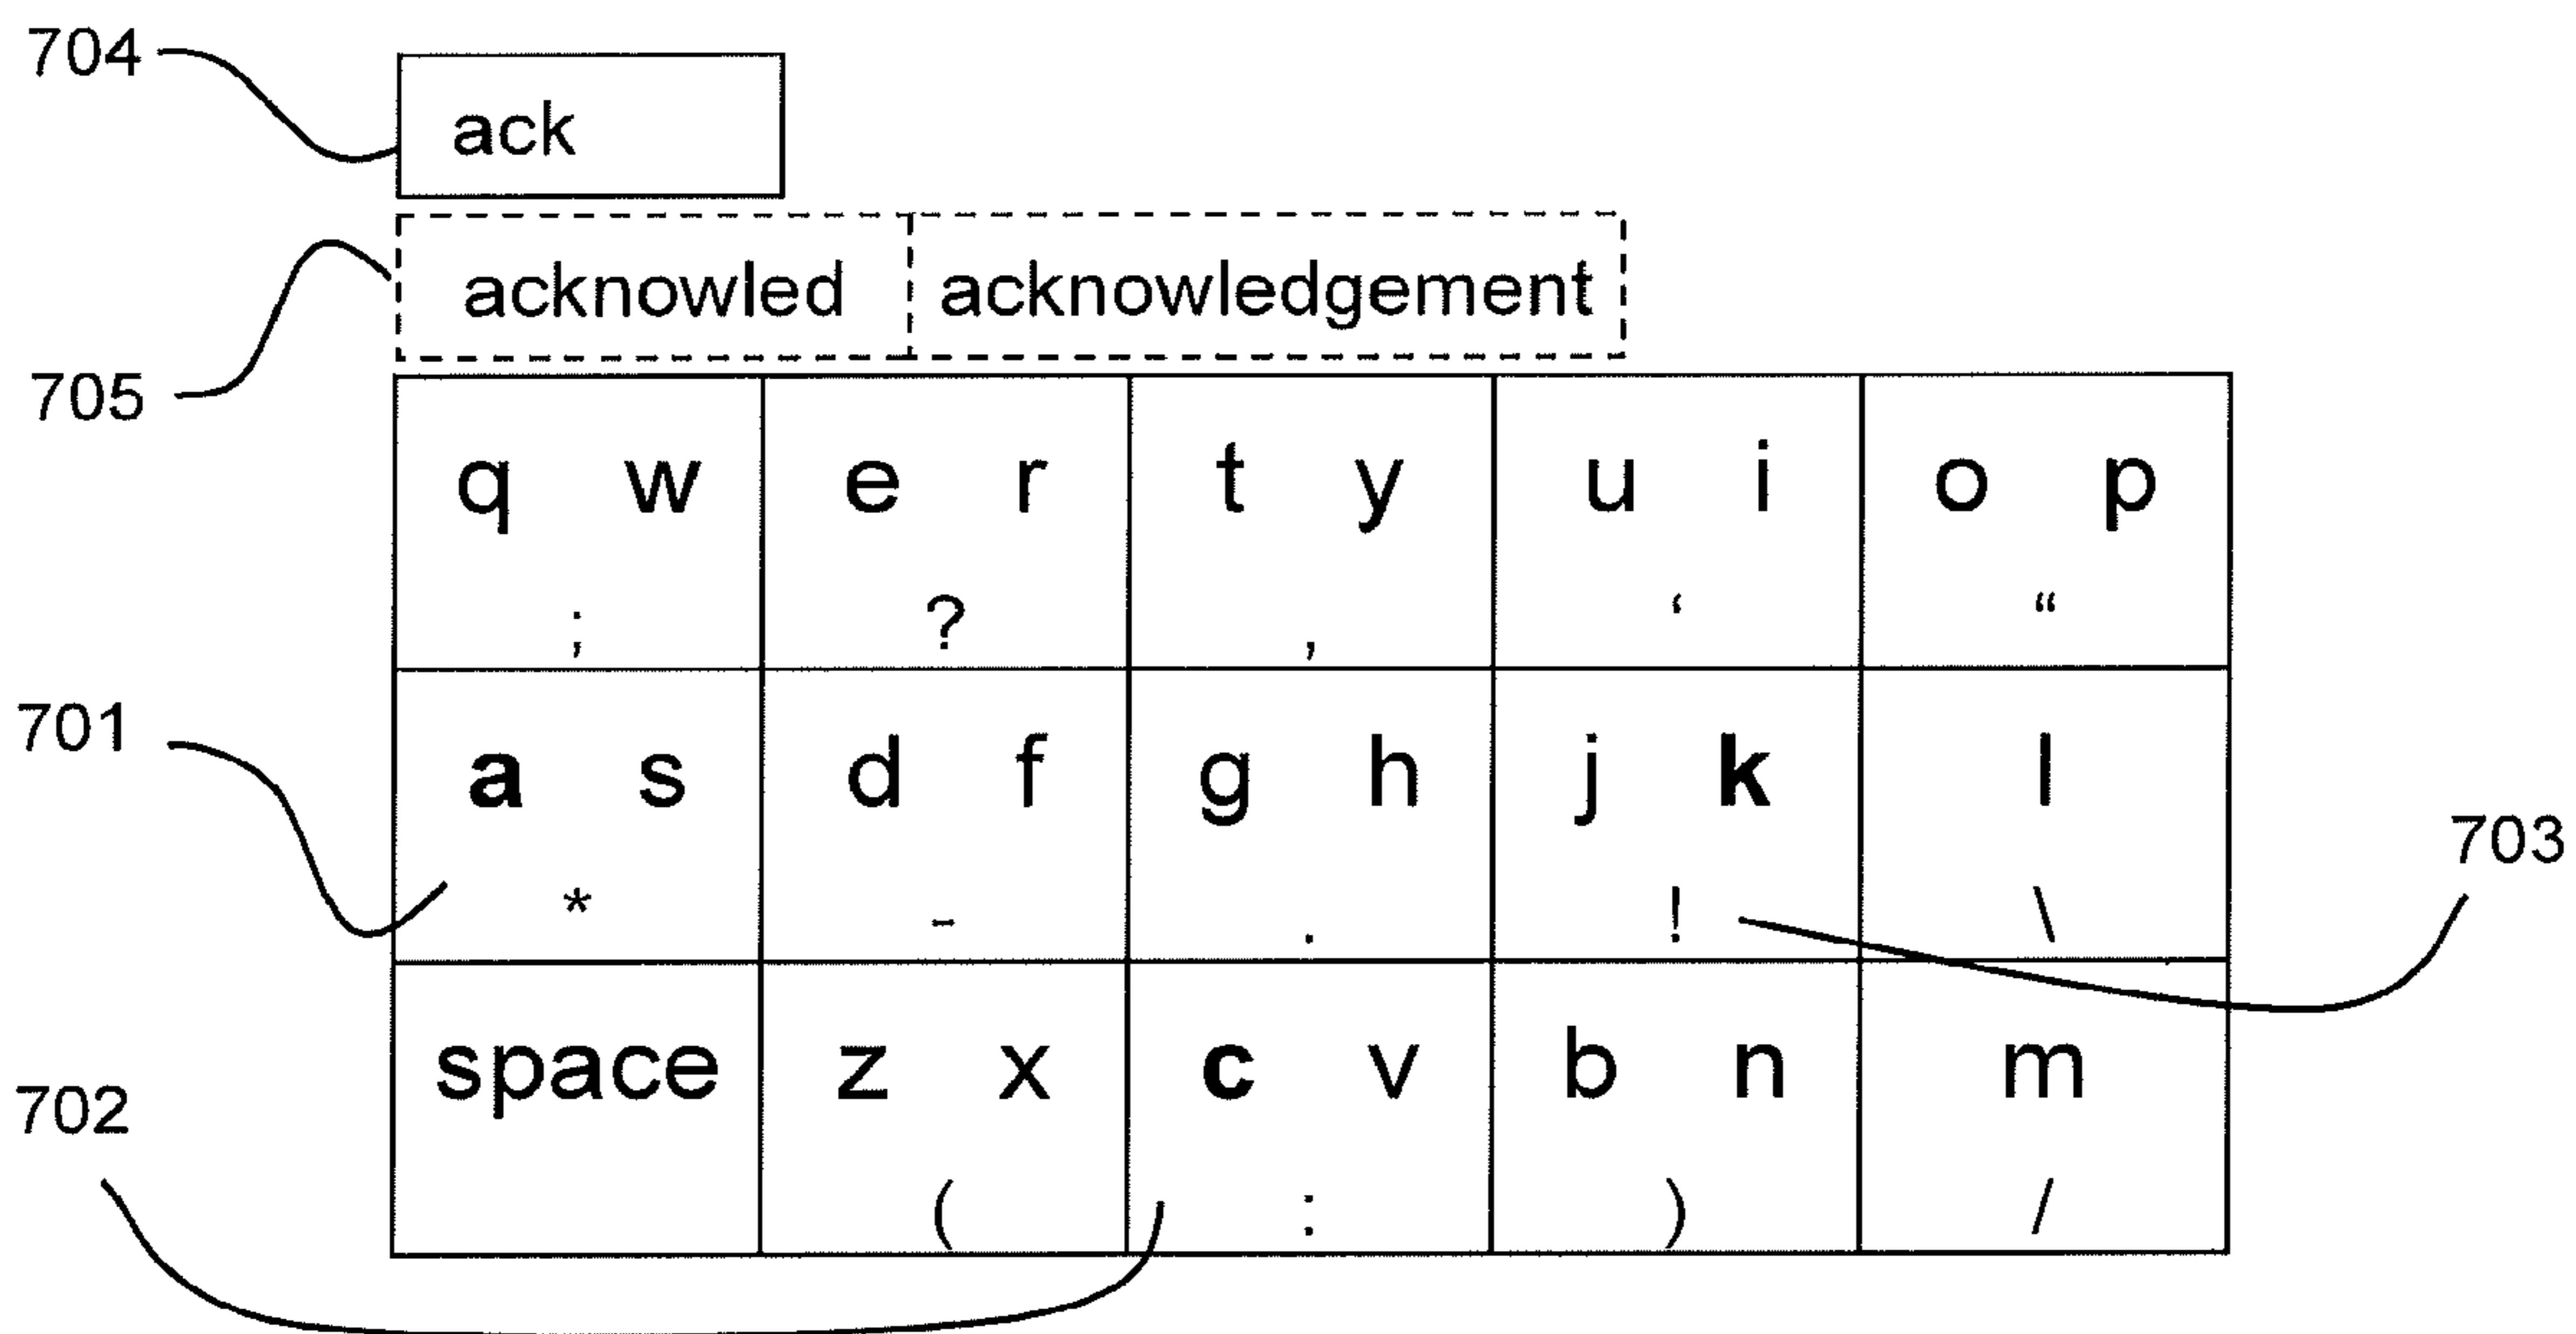 704
ack
acknowled acknowledgement
705
q w e r t y u i o p
; ? , ‘ “
701
a s d f g h j k l
703
* - . ! \
space z x c v b n m
702
( : ) /